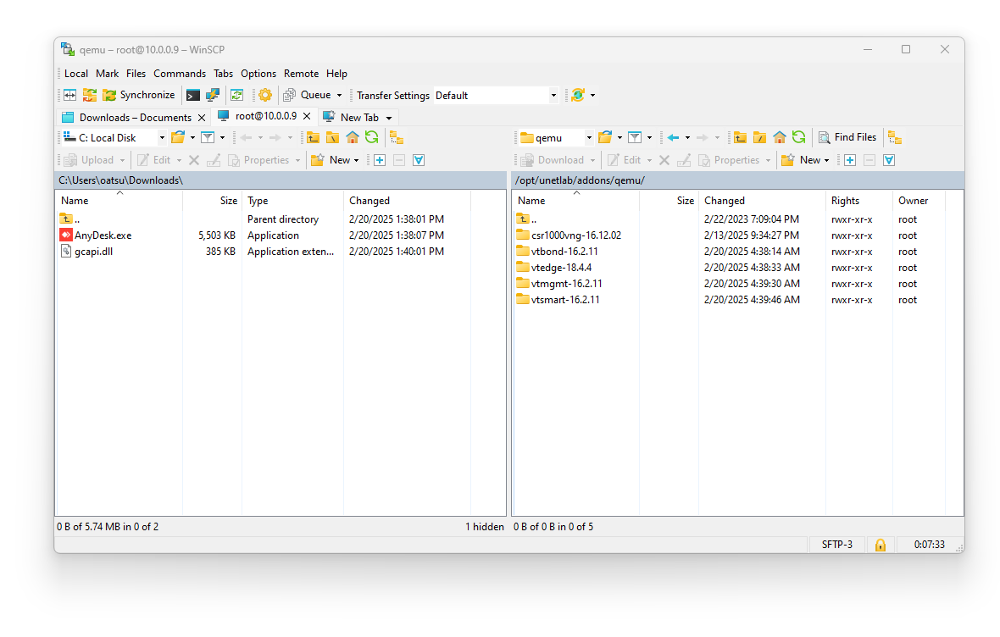 qemu – root@10.0.0.9 – WinSCP
Local Mark Files Commands Tabs Options Remote Help
Synchronize Queue Transfer Settings Default
Downloads – Documents root@10.0.0.9 New Tab
C: Local Disk
Upload Edit Properties New
C:\Users\oatsu\Downloads\
Name Size Type Changed
.. Parent directory 2/20/2025 1:38:01 PM
AnyDesk.exe 5,503 KB Application 2/20/2025 1:38:07 PM
gcapi.dll 385 KB Application exten... 2/20/2025 1:40:01 PM
0 B of 5.74 MB in 0 of 2 1 hidden
qemu Find Files
Download Edit Properties New
/opt/unetlab/addons/qemu/
Name Size Changed Rights Owner
.. 2/22/2023 7:09:04 PM rwxr-xr-x root
csr1000vng-16.12.02 2/13/2025 9:34:27 PM rwxr-xr-x root
vtbond-16.2.11 2/20/2025 4:38:14 AM rwxr-xr-x root
vtedge-18.4.4 2/20/2025 4:38:33 AM rwxr-xr-x root
vtmgmt-16.2.11 2/20/2025 4:39:30 AM rwxr-xr-x root
vtsmart-16.2.11 2/20/2025 4:39:46 AM rwxr-xr-x root
0 B of 0 B in 0 of 5
SFTP-3 0:07:33